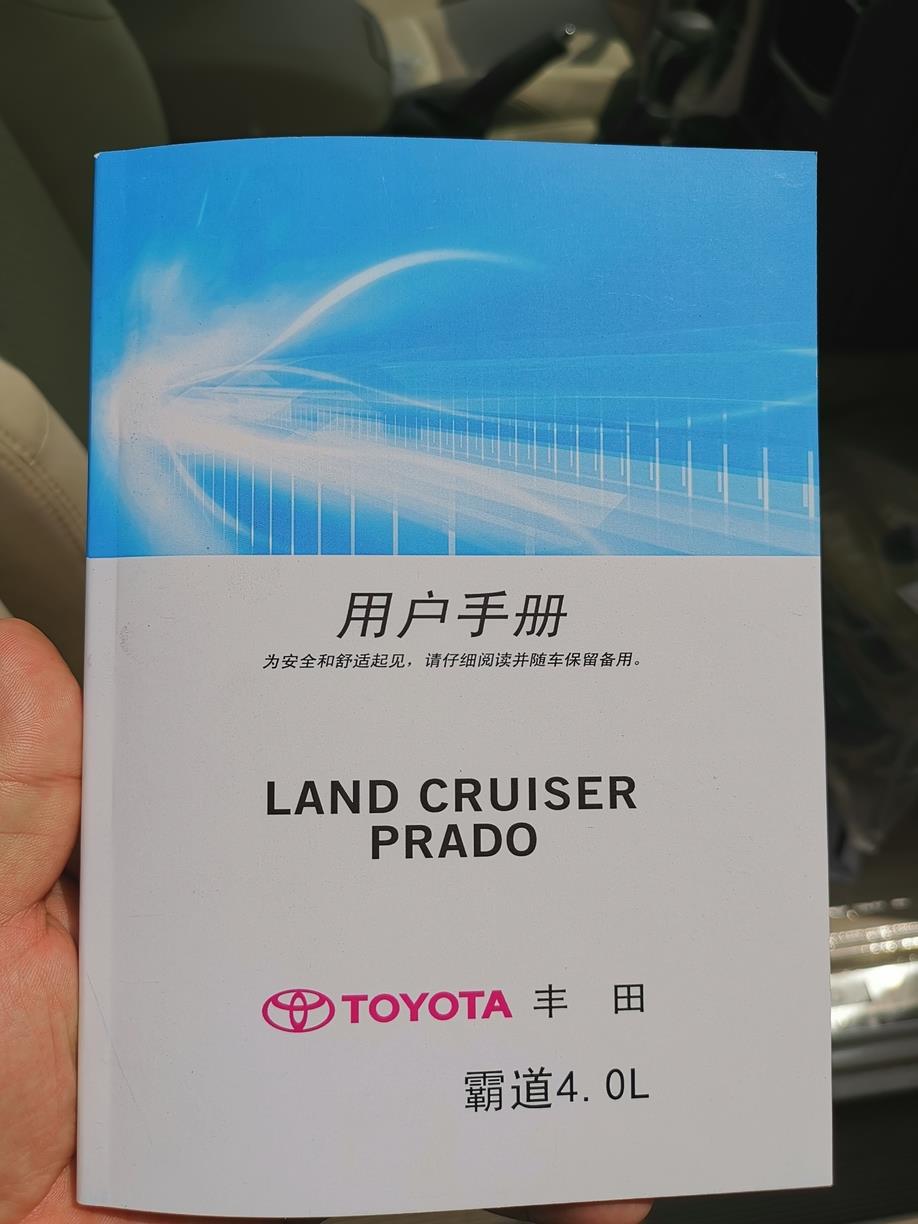 用户手册
为安全和舒适起见，请仔细阅读并随车保留备用。
LAND CRUISER
PRADO
TOYOTA 丰 田
霸道4.0L